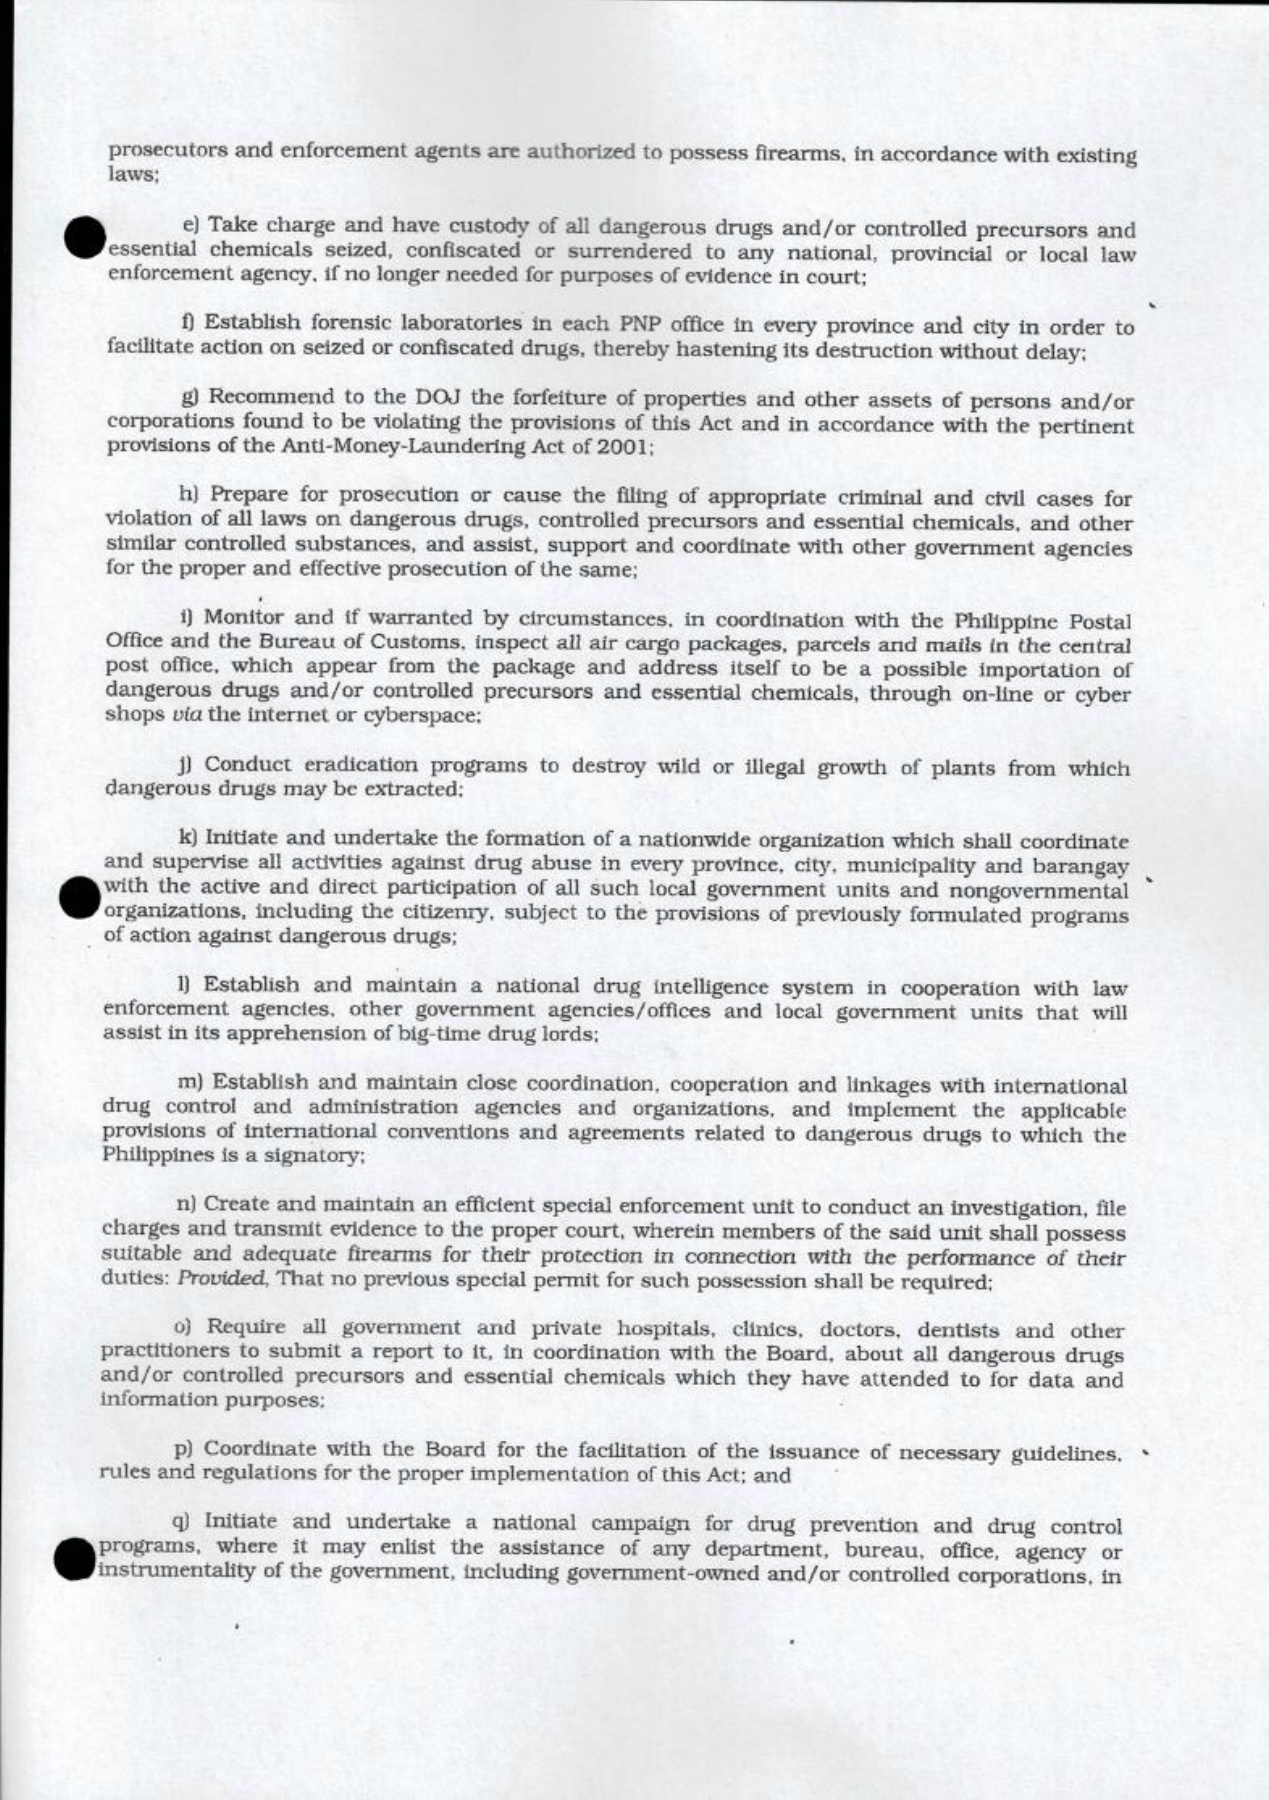 prosecutors and enforcement agents are authorized to possess firearms, in accordance with existing
laws;
e) Take charge and have custody of all dangerous drugs and/or controlled precursors and
essential chemicals seized, confiscated or surrendered to any national, provincial or local law
enforcement agency, if no longer needed for purposes of evidence in court;
f) Establish forensic laboratories in each PNP office in every province and city in order to
facilitate action on seized or confiscated drugs, thereby hastening its destruction without delay;
g) Recommend to the DOJ the forfeiture of properties and other assets of persons and/or
corporations found to be violating the provisions of this Act and in accordance with the pertinent
provisions of the Anti-Money-Laundering Act of 2001;
h) Prepare for prosecution or cause the filing of appropriate criminal and civil cases for
violation of all laws on dangerous drugs, controlled precursors and essential chemicals, and other
similar controlled substances, and assist, support and coordinate with other government agencies
for the proper and effective prosecution of the same;
i) Monitor and if warranted by circumstances, in coordination with the Philippine Postal
Office and the Bureau of Customs, inspect all air cargo packages, parcels and mails in the central
post office, which appear from the package and address itself to be a possible importation of
dangerous drugs and/or controlled precursors and essential chemicals, through on-line or cyber
shops via the internet or cyberspace;
j) Conduct eradication programs to destroy wild or illegal growth of plants from which
dangerous drugs may be extracted;
k) Initiate and undertake the formation of a nationwide organization which shall coordinate
and supervise all activities against drug abuse in every province, city, municipality and barangay
with the active and direct participation of all such local government units and nongovernmental
organizations, including the citizenry, subject to the provisions of previously formulated programs
of action against dangerous drugs;
l) Establish and maintain a national drug intelligence system in cooperation with law
enforcement agencies, other government agencies/offices and local government units that will
assist in its apprehension of big-time drug lords;
m) Establish and maintain close coordination, cooperation and linkages with international
drug control and administration agencies and organizations, and implement the applicable
provisions of international conventions and agreements related to dangerous drugs to which the
Philippines is a signatory;
n) Create and maintain an efficient special enforcement unit to conduct an investigation, file
charges and transmit evidence to the proper court, wherein members of the said unit shall possess
suitable and adequate firearms for their protection in connection with the performance of their
duties: Provided, That no previous special permit for such possession shall be required;
o) Require all government and private hospitals, clinics, doctors, dentists and other
practitioners to submit a report to it, in coordination with the Board, about all dangerous drugs
and/or controlled precursors and essential chemicals which they have attended to for data and
information purposes;
p) Coordinate with the Board for the facilitation of the issuance of necessary guidelines,
rules and regulations for the proper implementation of this Act; and
q) Initiate and undertake a national campaign for drug prevention and drug control
programs, where it may enlist the assistance of any department, bureau, office, agency or
instrumentality of the government, including government-owned and/or controlled corporations, in